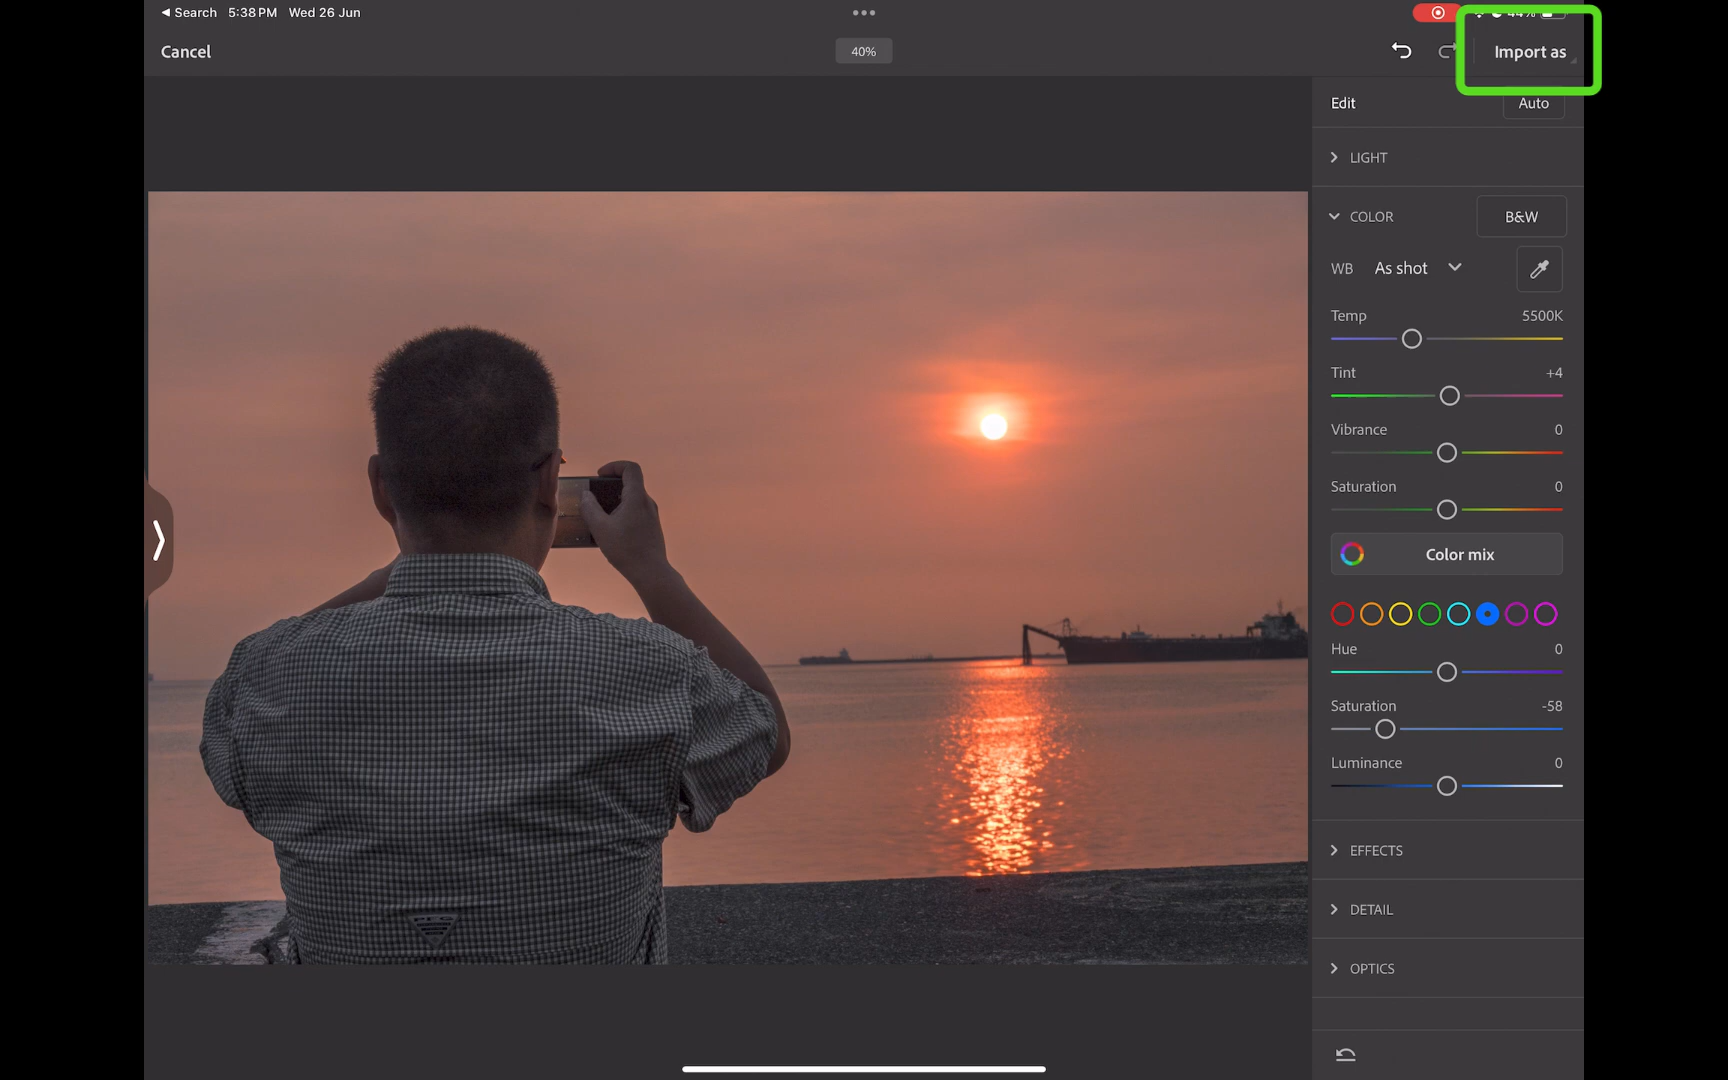 Search 5:38 PM Wed 26 Jun
44%
Cancel
40%
Import as
Edit
Auto
LIGHT
COLOR
B&W
WB As shot
Temp 5500K
Tint +4
Vibrance 0
Saturation 0
Color mix
Hue 0
Saturation -58
Luminance 0
EFFECTS
DETAIL
OPTICS